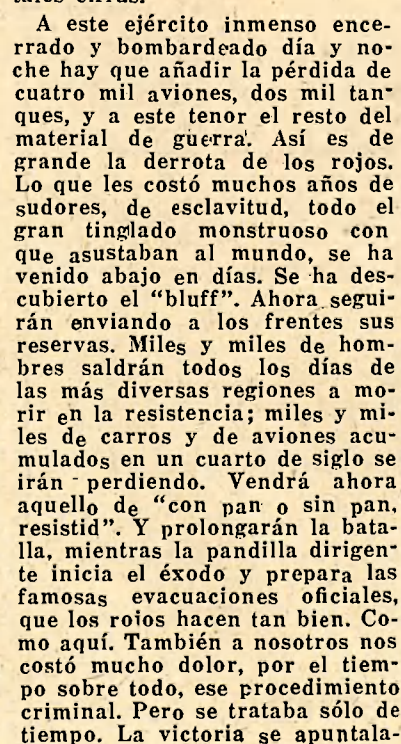 A este ejército inmenso ence-
rrado y bombardeado día y no-
che hay que añadir la pérdida de
cuatro mil aviones, dos mil tan-
ques, y a este tenor el resto del
material de guerra. Así es de
grande la derrota de los rojos.
Lo que les costó muchos años de
sudores, de esclavitud, todo el
gran tinglado monstruoso con
que asustaban al mundo, se ha
venido abajo en días. Se ha des-
cubierto el "bluff". Ahora segui-
rán enviando a los frentes sus
reservas. Miles y miles de hom-
bres saldrán todos los días de
las más diversas regiones a mo-
rir en la resistencia; miles y mi-
les de carros y de aviones acu-
mulados en un cuarto de siglo se
irán perdiendo. Vendrá ahora
aquello de "con pan o sin pan,
resistid". Y prolongarán la bata-
lla, mientras la pandilla dirigen-
te inicia el éxodo y prepara las
famosas evacuaciones oficiales,
que los rojos hacen tan bien. Co-
mo aquí. También a nosotros nos
costó mucho dolor, por el tiem-
po sobre todo, ese procedimiento
criminal. Pero se trataba sólo de
tiempo. La victoria se apuntala-